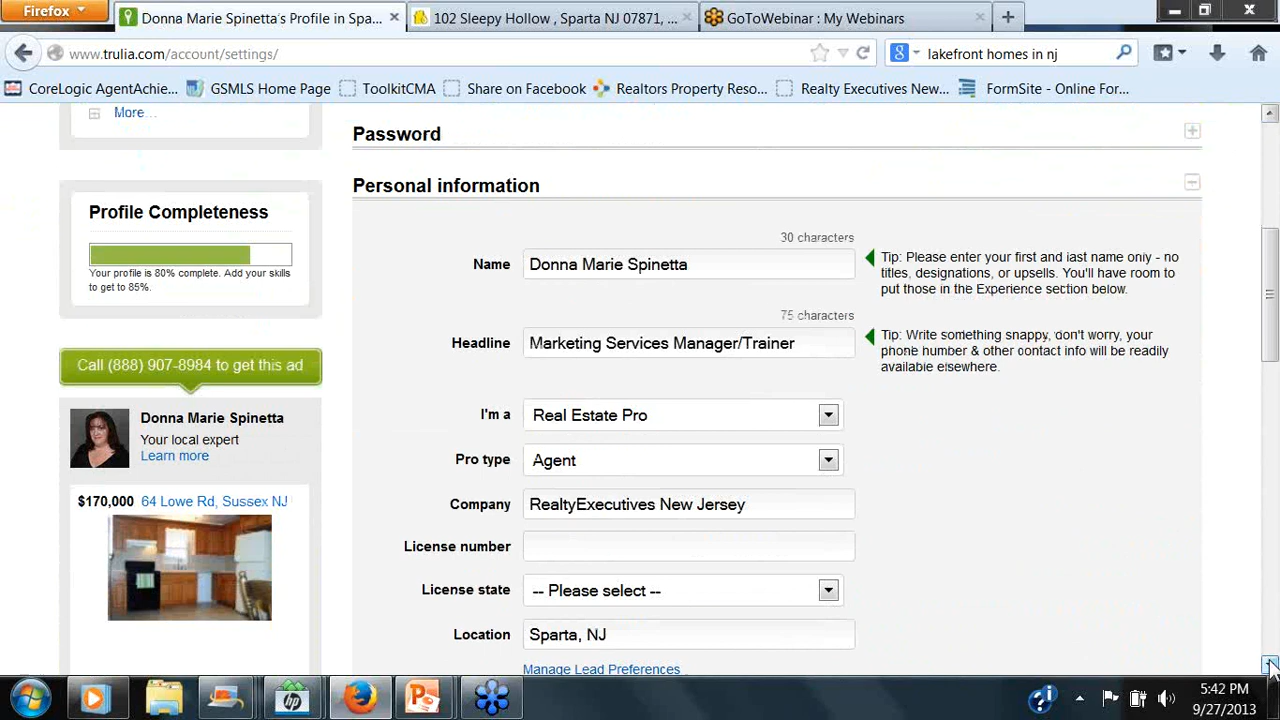 Firefox
Donna Marie Spinetta's Profile in Spa...
102 Sleepy Hollow , Sparta NJ 07871, ...
GoToWebinar : My Webinars
www.trulia.com/account/settings/
lakefront homes in nj
CoreLogic AgentAchie...
GSMLS Home Page
ToolkitCMA
Share on Facebook
Realtors Property Reso...
Realty Executives New...
FormSite - Online For...
More...
Profile Completeness
Your profile is 80% complete. Add your skills
to get to 85%.
Call (888) 907-8984 to get this ad
Donna Marie Spinetta
Your local expert
Learn more
$170,000 64 Lowe Rd, Sussex NJ
Password
Personal information
30 characters
Name Donna Marie Spinetta
Tip: Please enter your first and last name only - no
titles, designations, or upsells. You'll have room to
put those in the Experience section below.
75 characters
Headline Marketing Services Manager/Trainer
Tip: Write something snappy, don't worry, your
phone number & other contact info will be readily
available elsewhere.
I'm a Real Estate Pro
Pro type Agent
Company RealtyExecutives New Jersey
License number
License state -- Please select --
Location Sparta, NJ
Manage Lead Preferences
5:42 PM
9/27/2013